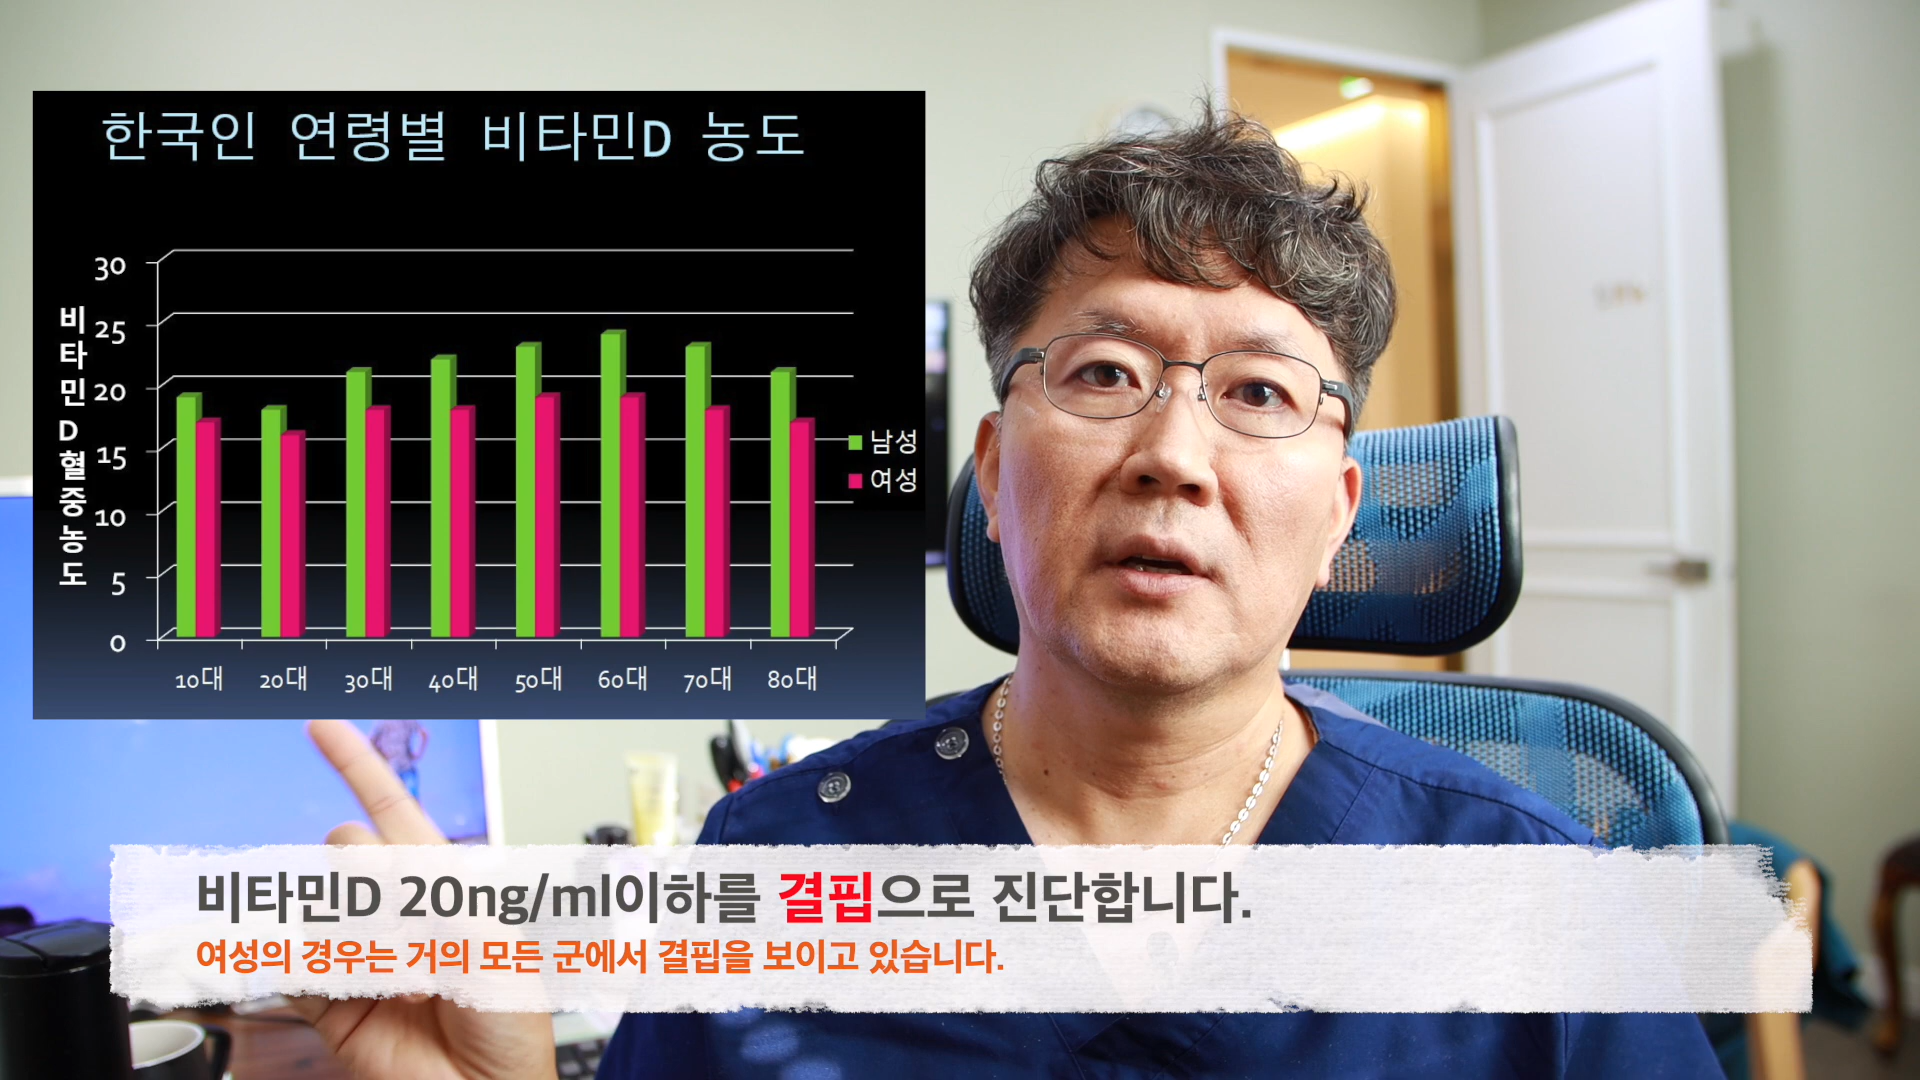 한국인 연령별 비타민D 농도
비타민D혈중농도
30
25
20
15
10
5
0
남성
여성
10대 20대 30대 40대 50대 60대 70대 80대
비타민D 20ng/ml이하를 결핍으로 진단합니다.
여성의 경우는 거의 모든 군에서 결핍을 보이고 있습니다.